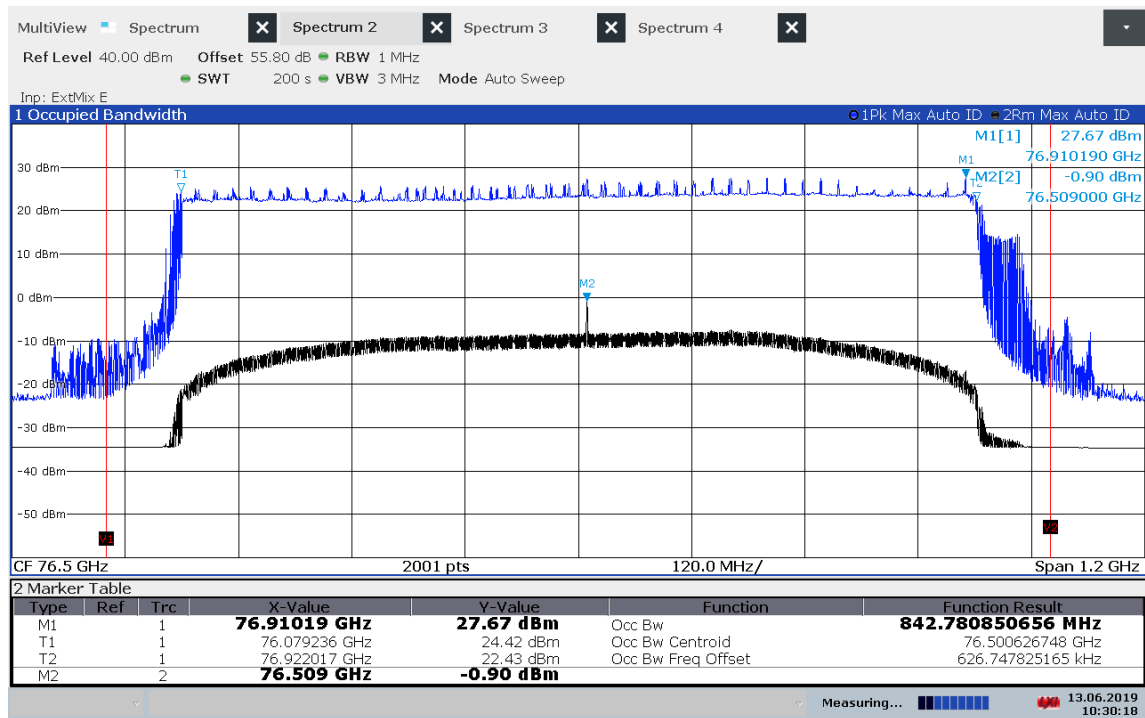 MultiView Spectrum X Spectrum 2 X Spectrum 3 X Spectrum 4 X
Ref Level 40.00 dBm Offset 55.80 dB RBW 1 MHz
SWT 200 s VBW 3 MHz Mode Auto Sweep
Inp: ExtMix E
1 Occupied Bandwidth 1Pk Max Auto ID 2Rm Max Auto ID
M1[1] 27.67 dBm
76.910190 GHz
M2[2] -0.90 dBm
76.509000 GHz
M1
T1
T2
30 dBm
20 dBm
10 dBm
0 dBm
M2
-10 dBm
-20 dBm
-30 dBm
-40 dBm
-50 dBm
V1 V2
CF 76.5 GHz 2001 pts 120.0 MHz/ Span 1.2 GHz
2 Marker Table
Type Ref Trc X-Value Y-Value Function Function Result
M1 1 76.91019 GHz 27.67 dBm Occ Bw 842.780850656 MHz
T1 1 76.079236 GHz 24.42 dBm Occ Bw Centroid 76.500626748 GHz
T2 1 76.922017 GHz 22.43 dBm Occ Bw Freq Offset 626.747825165 kHz
M2 2 76.509 GHz -0.90 dBm
Measuring... 13.06.2019
10:30:18